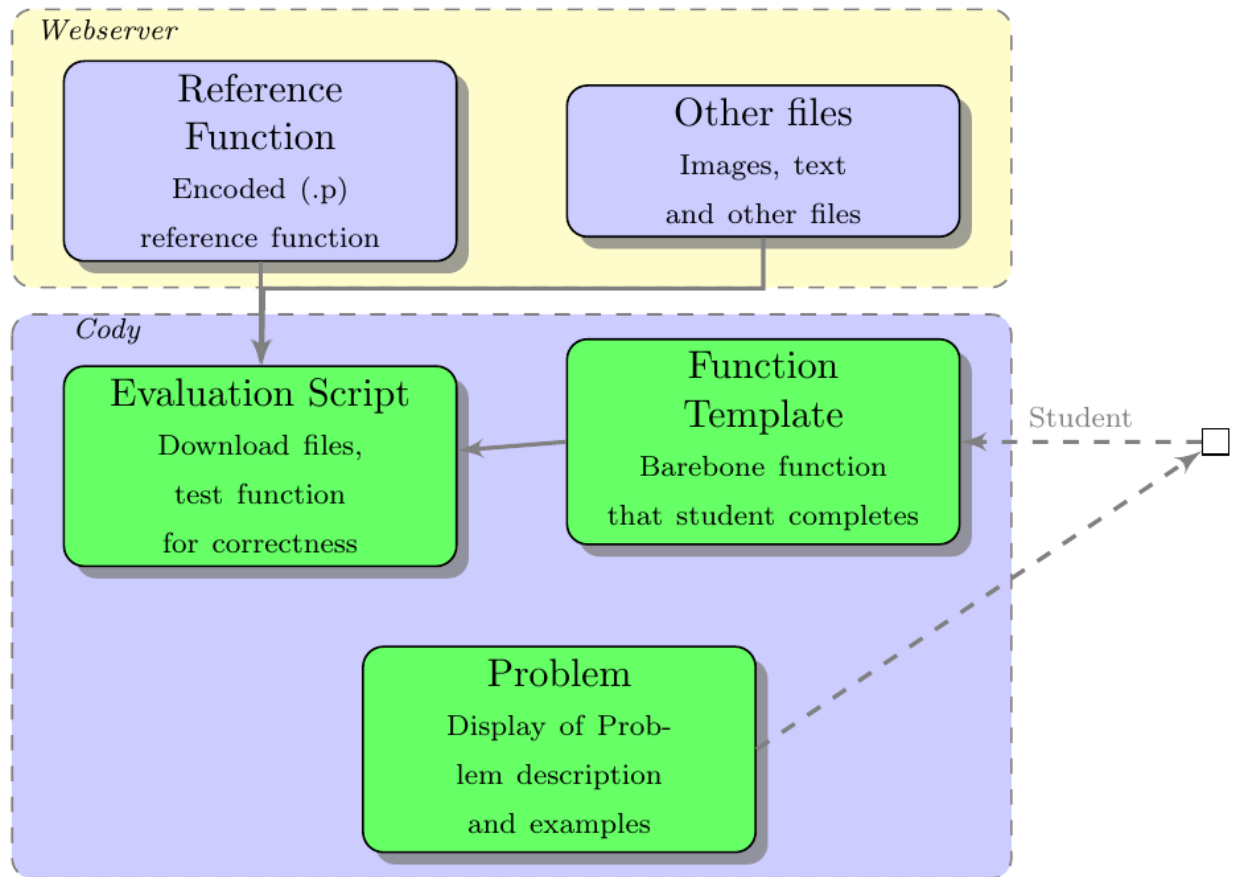 Webserver
Reference
Function
Encoded (.p)
reference function
Other files
Images, text
and other files
Cody
Evaluation Script
Download files,
test function
for correctness
Function
Template
Barebone function
that student completes
Student
Problem
Display of Prob-
lem description
and examples